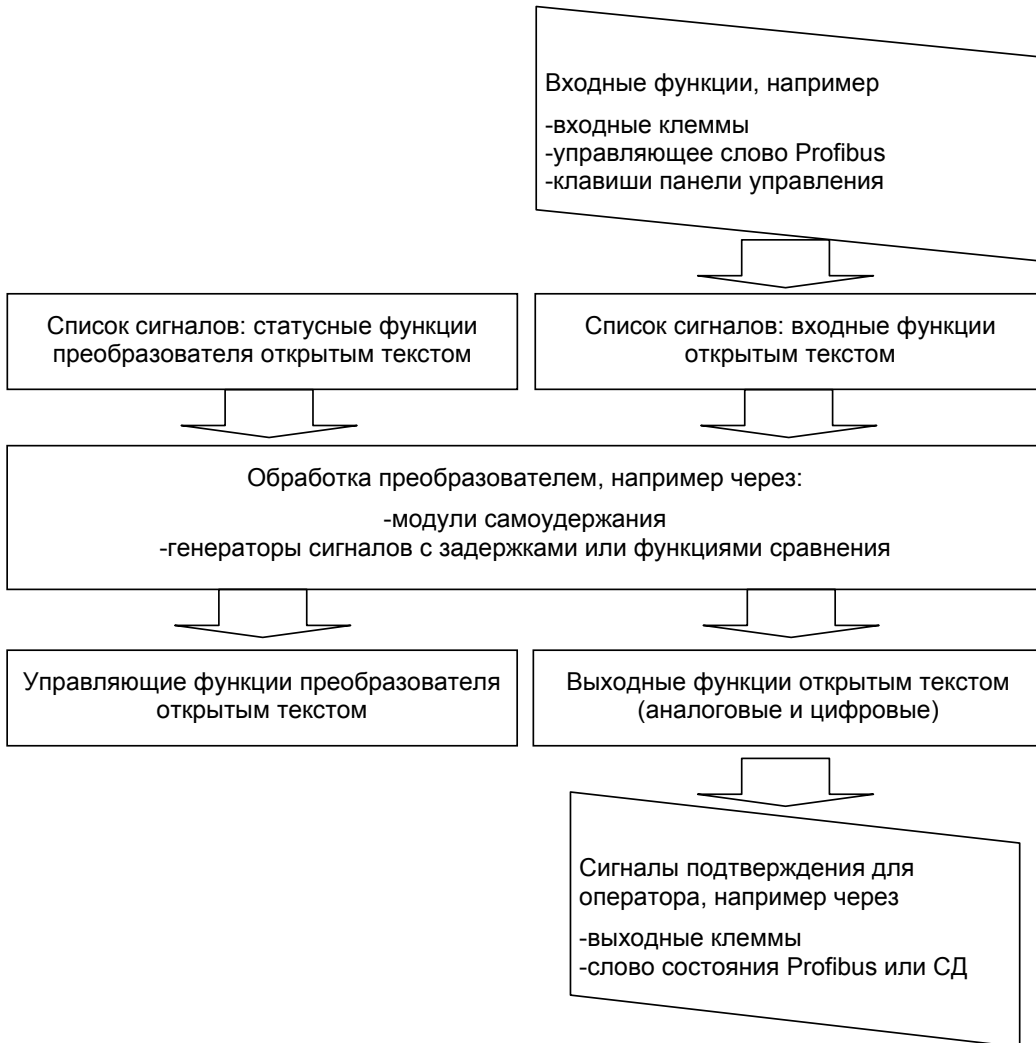 Входные функции, например
-входные клеммы
-управляющее слово Profibus
-клавиши панели управления
Список сигналов: статусные функции
преобразователя открытым текстом
Список сигналов: входные функции
открытым текстом
Обработка преобразователем, например через:
-модули самоудержания
-генераторы сигналов с задержками или функциями сравнения
Управляющие функции преобразователя
открытым текстом
Выходные функции открытым текстом
(аналоговые и цифровые)
Сигналы подтверждения для
оператора, например через
-выходные клеммы
-слово состояния Profibus или СД